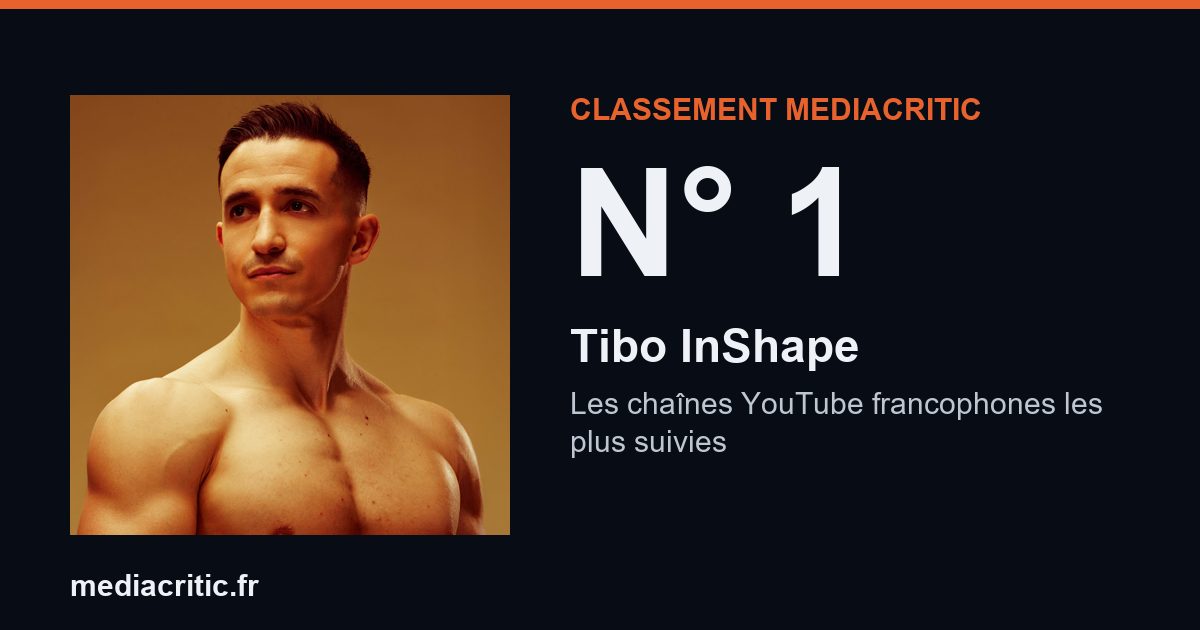 CLASSEMENT MEDIACRITIC
N° 1
Tibo InShape
Les chaînes YouTube francophones les
plus suivies
mediacritic.fr